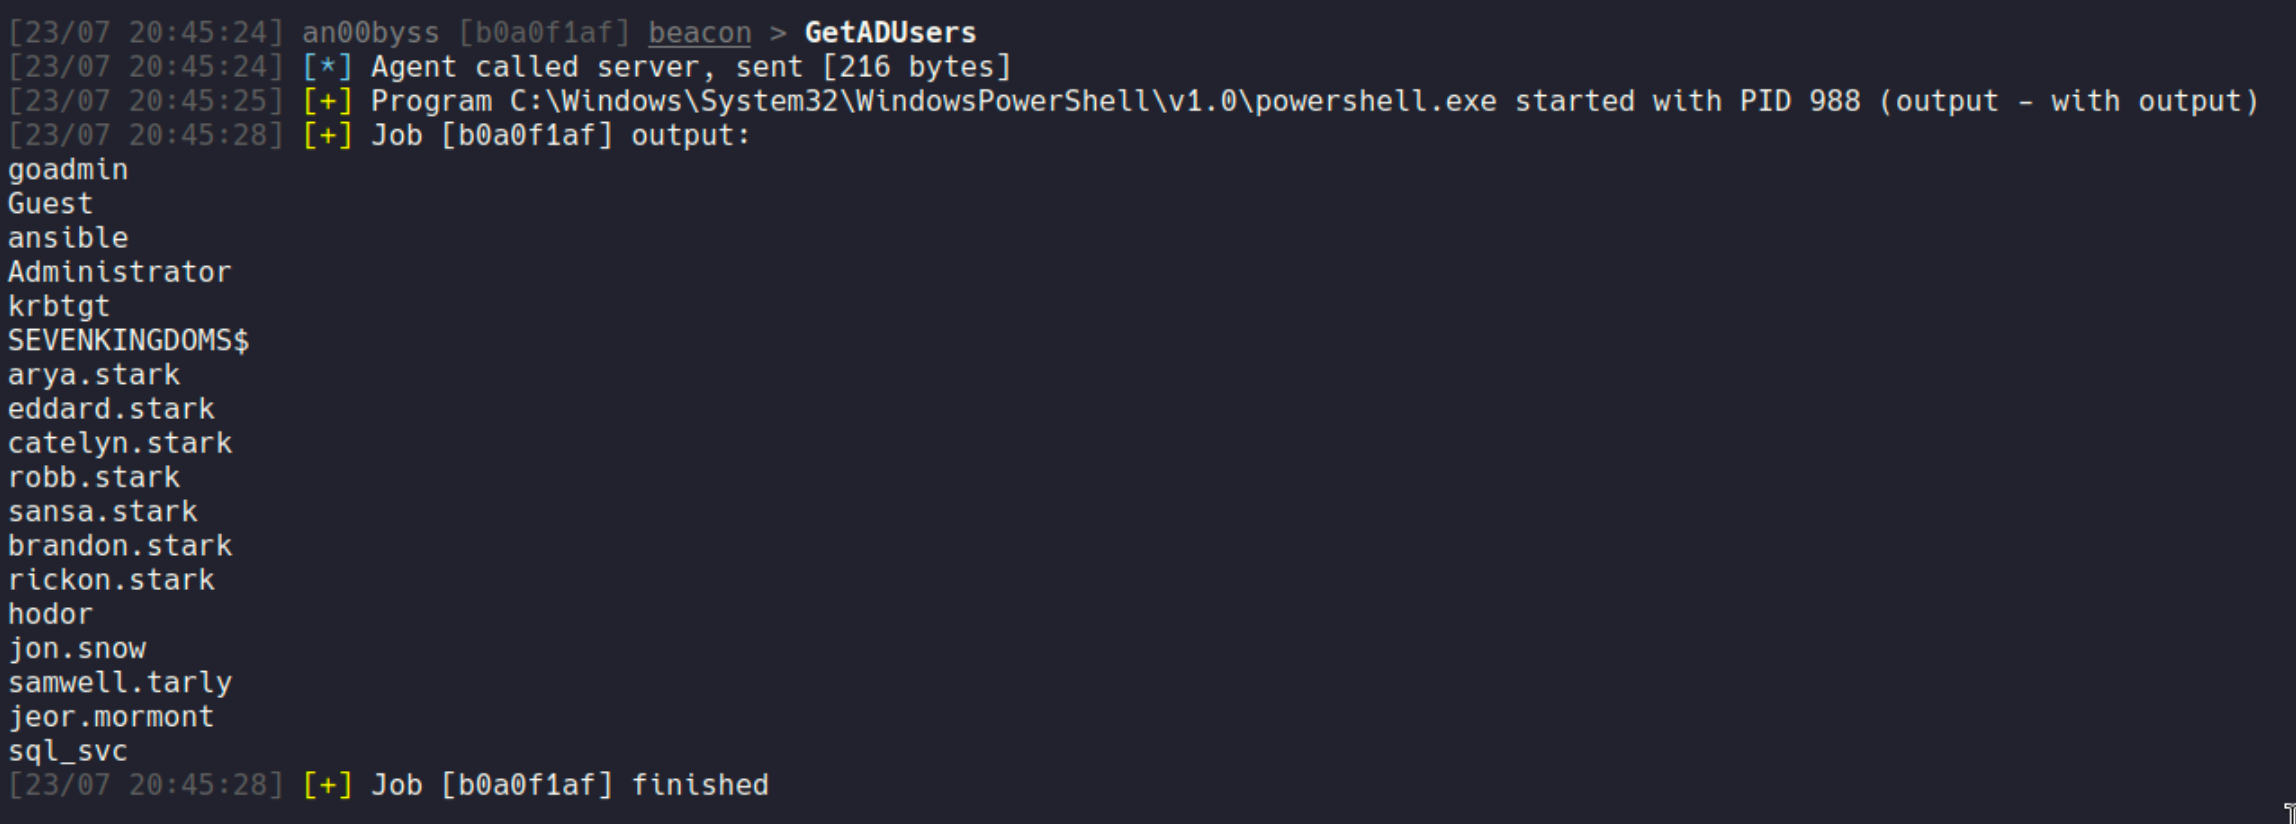 [23/07 20:45:24] an00byss [b0a0f1af] beacon > GetADUsers
[23/07 20:45:24] [*] Agent called server, sent [216 bytes]
[23/07 20:45:25] [+] Program C:\Windows\System32\WindowsPowerShell\v1.0\powershell.exe started with PID 988 (output - with output)
[23/07 20:45:28] [+] Job [b0a0f1af] output:
goadmin
Guest
ansible
Administrator
krbtgt
SEVENKINGDOMS$
arya.stark
eddard.stark
catelyn.stark
robb.stark
sansa.stark
brandon.stark
rickon.stark
hodor
jon.snow
samwell.tarly
jeor.mormont
sql_svc
[23/07 20:45:28] [+] Job [b0a0f1af] finished